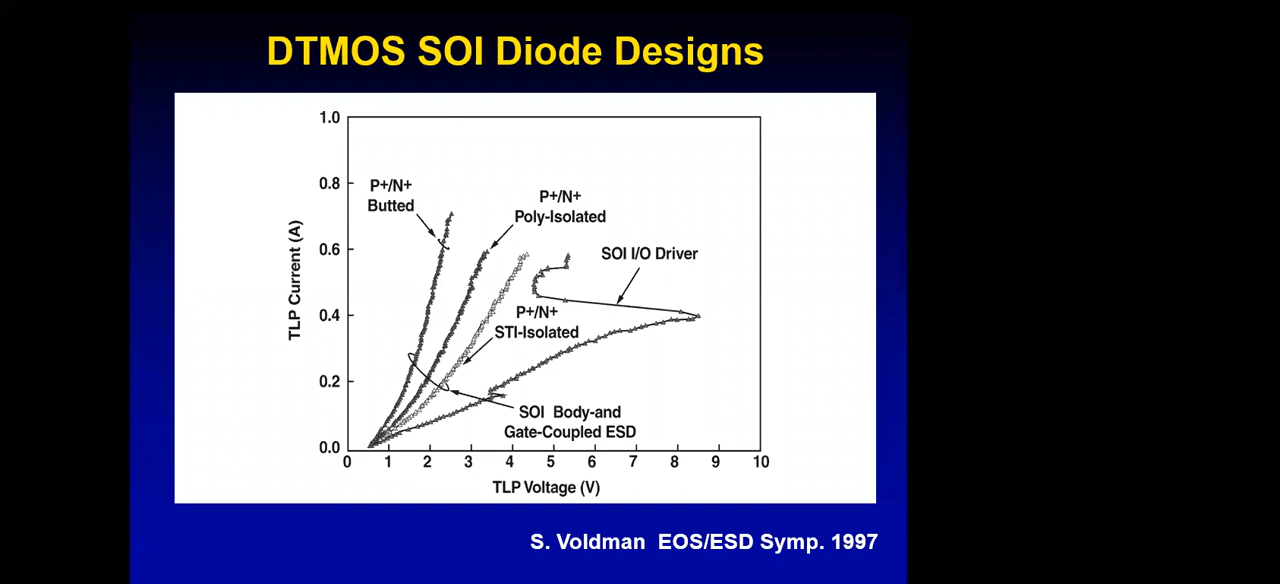 DTMOS SOI Diode Designs
1.0
0.8
0.6
0.4
0.2
0.0
TLP Current (A)
P+/N+
Butted
P+/N+
Poly-Isolated
SOI I/O Driver
P+/N+
STI-Isolated
SOI Body-and
Gate-Coupled ESD
0 1 2 3 4 5 6 7 8 9 10
TLP Voltage (V)
S. Voldman EOS/ESD Symp. 1997